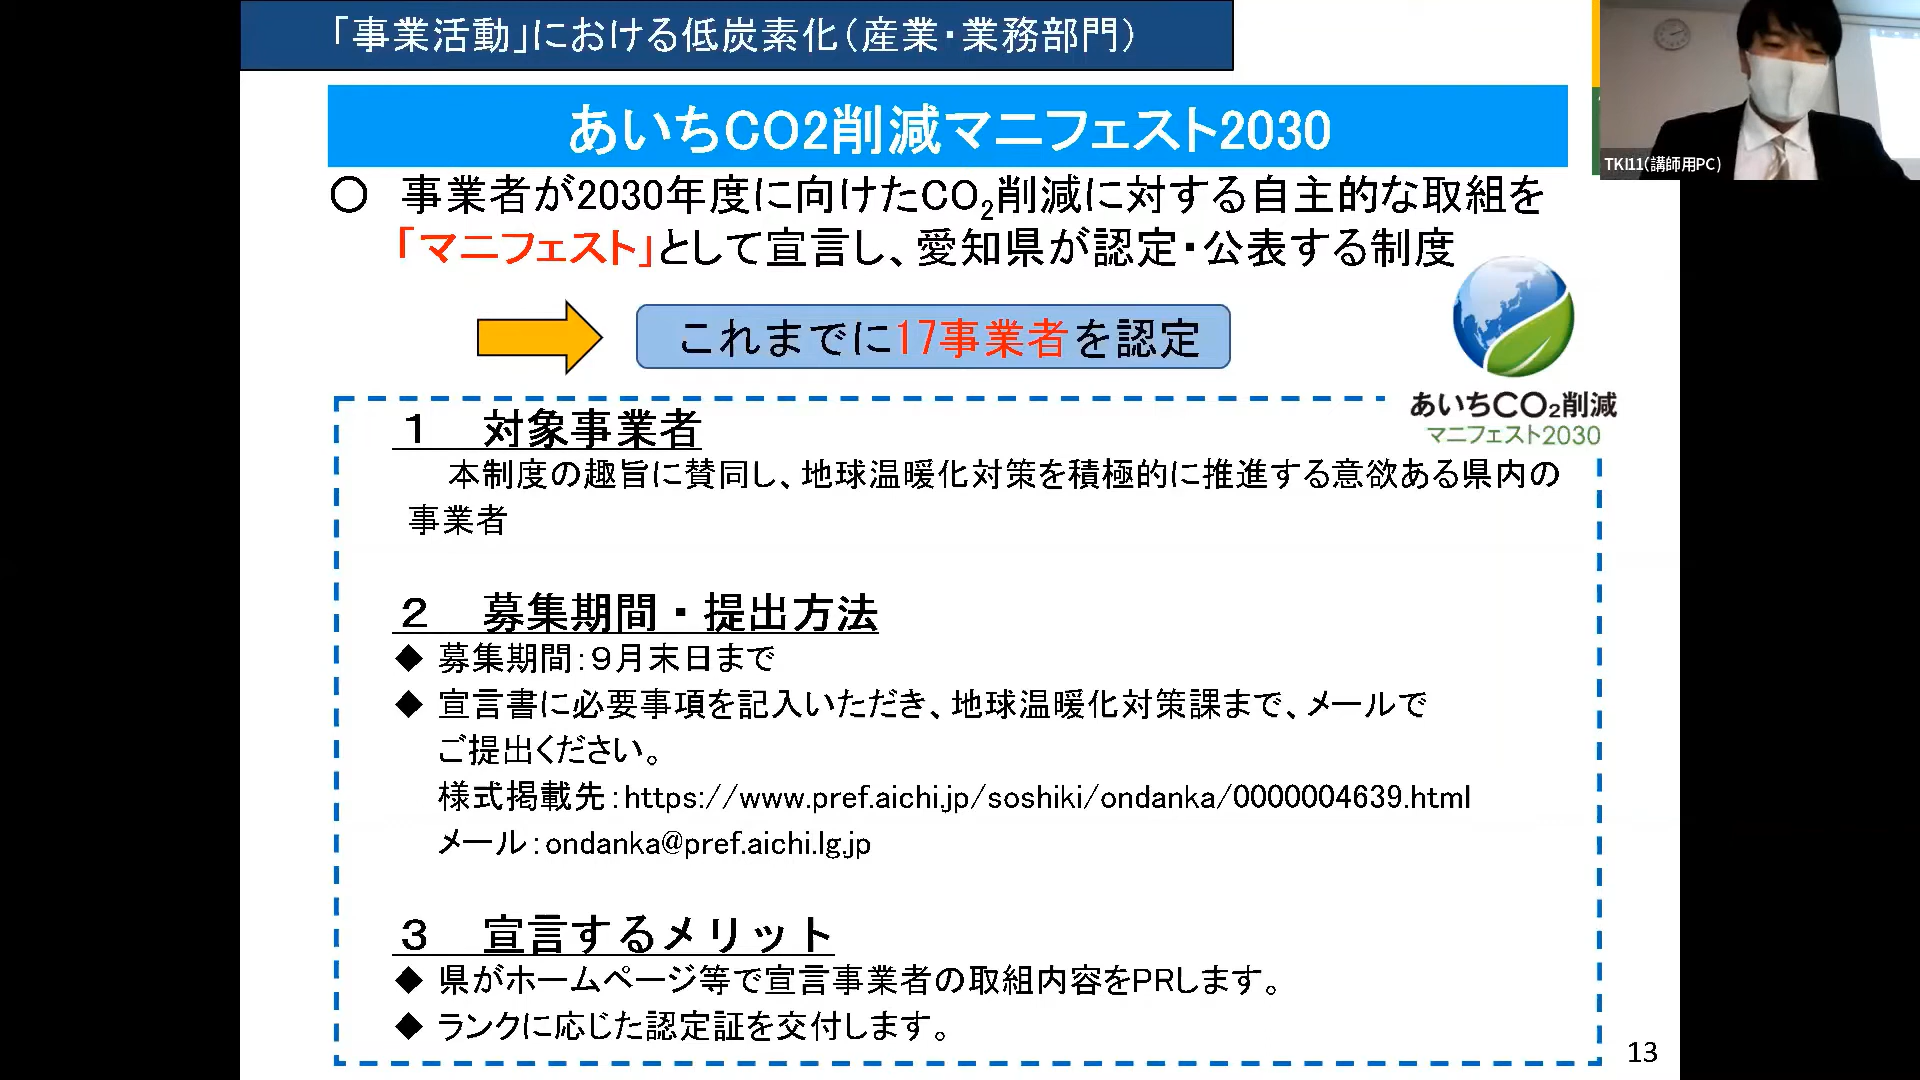 「事業活動」における低炭素化（産業・業務部門）
あいちCO2削減マニフェスト2030
〇 事業者が2030年度に向けたCO₂削減に対する自主的な取組を
「マニフェスト」として宣言し、愛知県が認定・公表する制度
これまでに17事業者を認定
あいちCO₂削減
マニフェスト2030
１ 対象事業者
本制度の趣旨に賛同し、地球温暖化対策を積極的に推進する意欲ある県内の
事業者
２ 募集期間・提出方法
◆ 募集期間：９月末日まで
◆ 宣言書に必要事項を記入いただき、地球温暖化対策課まで、メールで
ご提出ください。
様式掲載先：https://www.pref.aichi.jp/soshiki/ondanka/0000004639.html
メール：ondanka@pref.aichi.lg.jp
３ 宣言するメリット
◆ 県がホームページ等で宣言事業者の取組内容をPRします。
◆ ランクに応じた認定証を交付します。
13
TKI11(講師用PC)